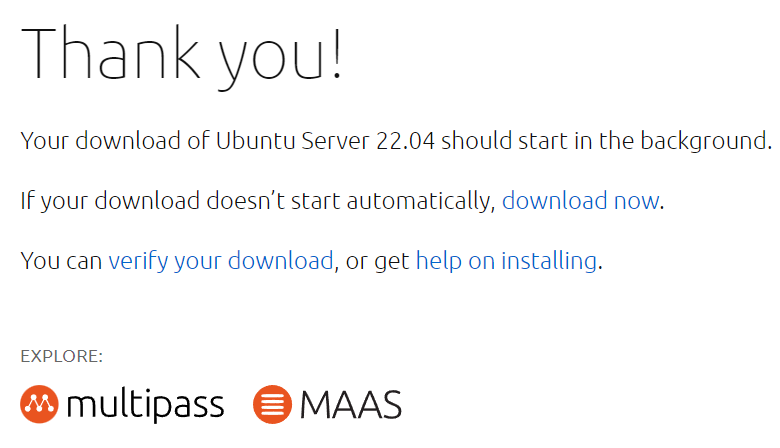 Thank you!
Your download of Ubuntu Server 22.04 should start in the background.
If your download doesn’t start automatically, download now.
You can verify your download, or get help on installing.
EXPLORE:
multipass MAAS